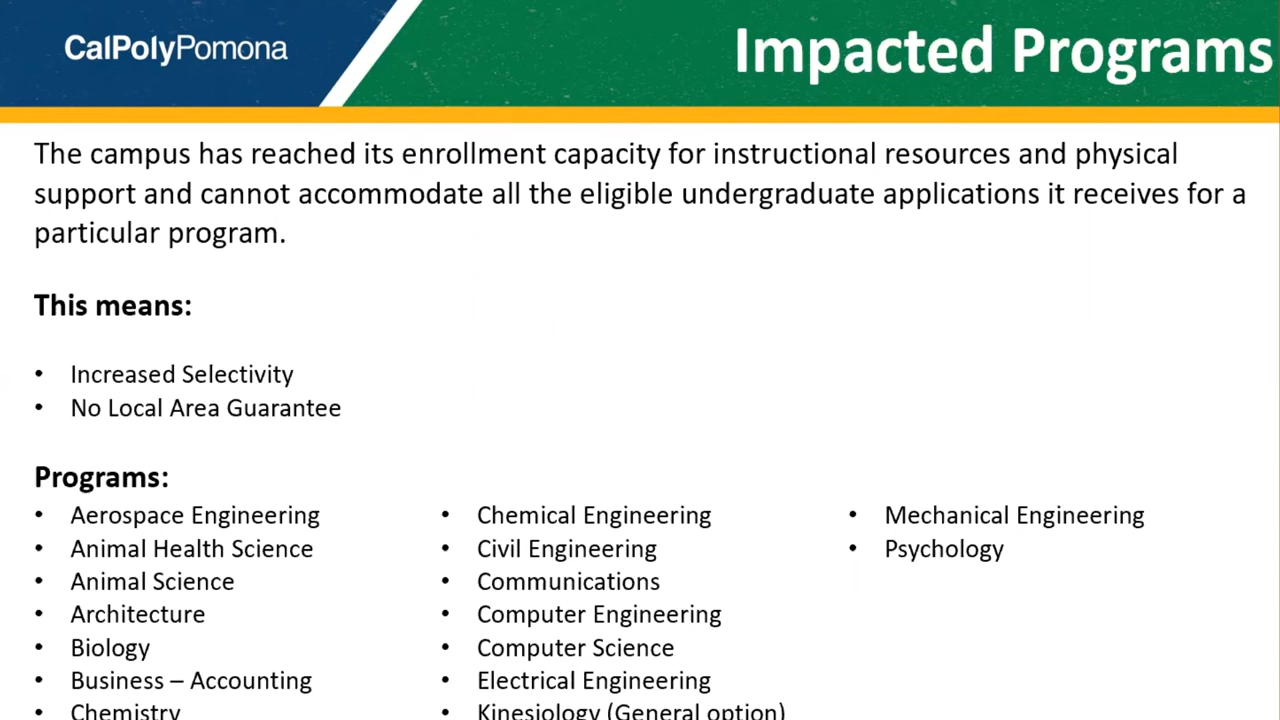 CalPolyPomona
Impacted Programs
The campus has reached its enrollment capacity for instructional resources and physical
support and cannot accommodate all the eligible undergraduate applications it receives for a
particular program.
This means:
• Increased Selectivity
• No Local Area Guarantee
Programs:
• Aerospace Engineering
• Animal Health Science
• Animal Science
• Architecture
• Biology
• Business – Accounting
• Chemistry
• Chemical Engineering
• Civil Engineering
• Communications
• Computer Engineering
• Computer Science
• Electrical Engineering
• Kinesiology (General option)
• Mechanical Engineering
• Psychology